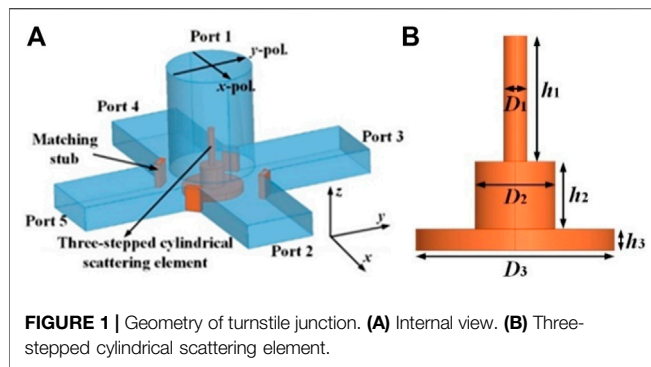 A
Port 1
y-pol.
x-pol.
Port 4
Matching
stub
Port 3
Port 5
Three-stepped cylindrical
scattering element
Port 2
z
y
x
B
D1
h1
D2
h2
h3
D3
FIGURE 1 | Geometry of turnstile junction. (A) Internal view. (B) Three-
stepped cylindrical scattering element.